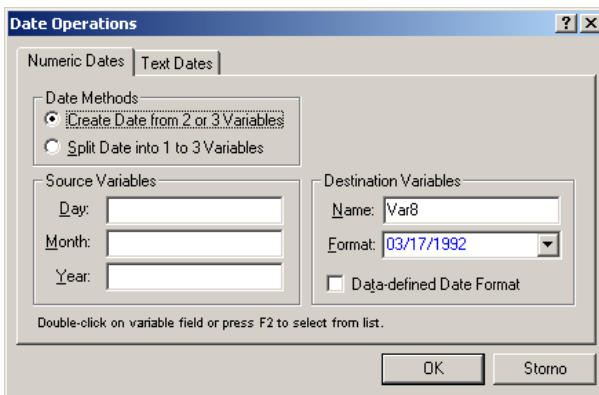 Date Operations
Numeric Dates Text Dates
Date Methods
Create Date from 2 or 3 Variables
Split Date into 1 to 3 Variables
Source Variables
Day:
Month:
Year:
Destination Variables
Name: Var8
Format: 03/17/1992
Data-defined Date Format
Double-click on variable field or press F2 to select from list.
OK Storno